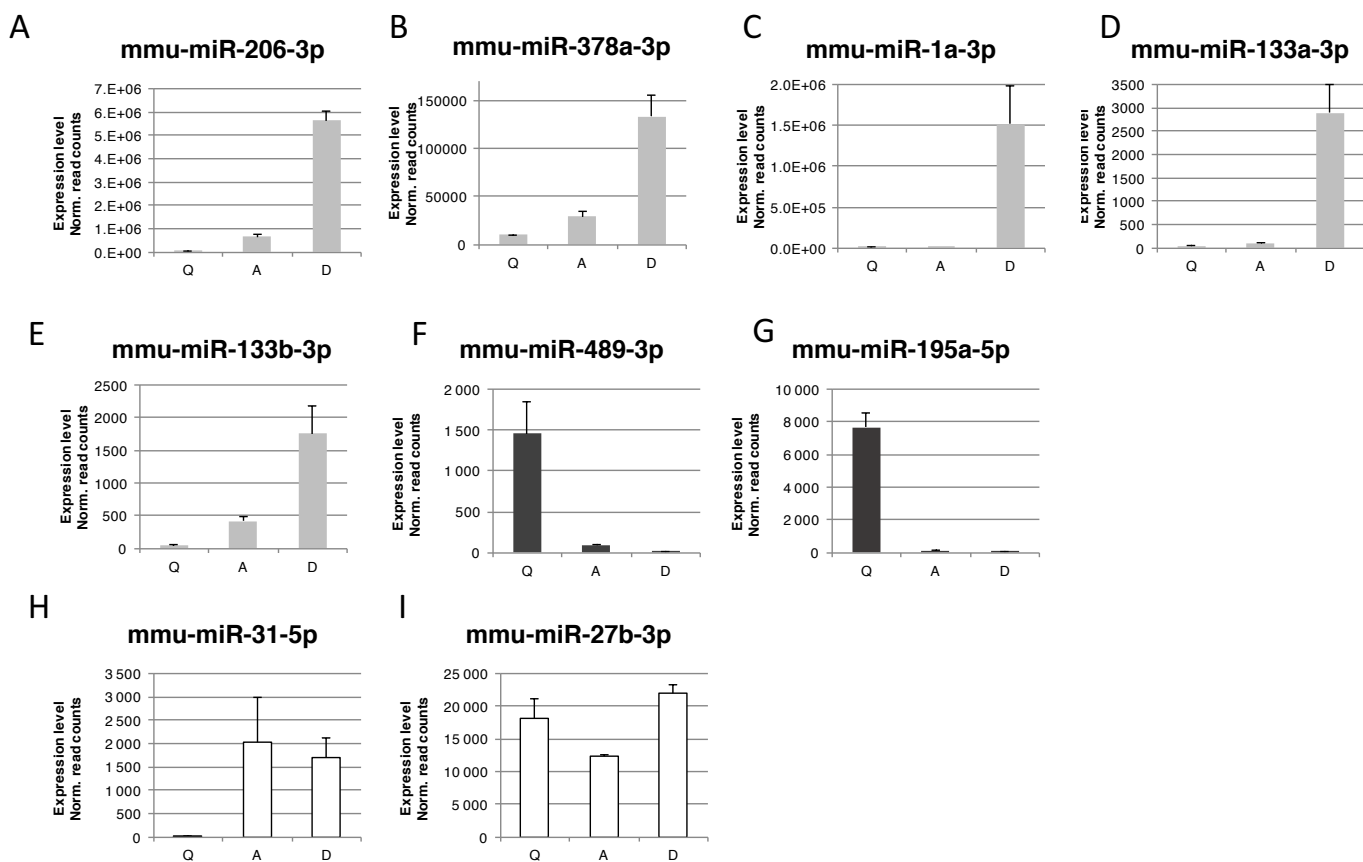 A
mmu-miR-206-3p
Expression level
Norm. read counts
7.E+06
6.E+06
5.E+06
4.E+06
3.E+06
2.E+06
1.E+06
0.E+00
Q A D
B
mmu-miR-378a-3p
Expression level
Norm. read counts
150000
100000
50000
0
Q A D
C
mmu-miR-1a-3p
Expression level
Norm. read counts
2.0E+06
1.5E+06
1.0E+06
5.0E+05
0.0E+00
Q A D
D
mmu-miR-133a-3p
Expression level
Norm. read counts
3500
3000
2500
2000
1500
1000
500
0
Q A D
E
mmu-miR-133b-3p
Expression level
Norm. read counts
2500
2000
1500
1000
500
0
Q A D
F
mmu-miR-489-3p
Expression level
Norm. read counts
2 000
1 500
1 000
500
0
Q A D
G
mmu-miR-195a-5p
Expression level
Norm. read counts
10 000
8 000
6 000
4 000
2 000
0
Q A D
H
mmu-miR-31-5p
Expression level
Norm. read counts
3 500
3 000
2 500
2 000
1 500
1 000
500
0
Q A D
I
mmu-miR-27b-3p
Expression level
Norm. read counts
25 000
20 000
15 000
10 000
5 000
0
Q A D